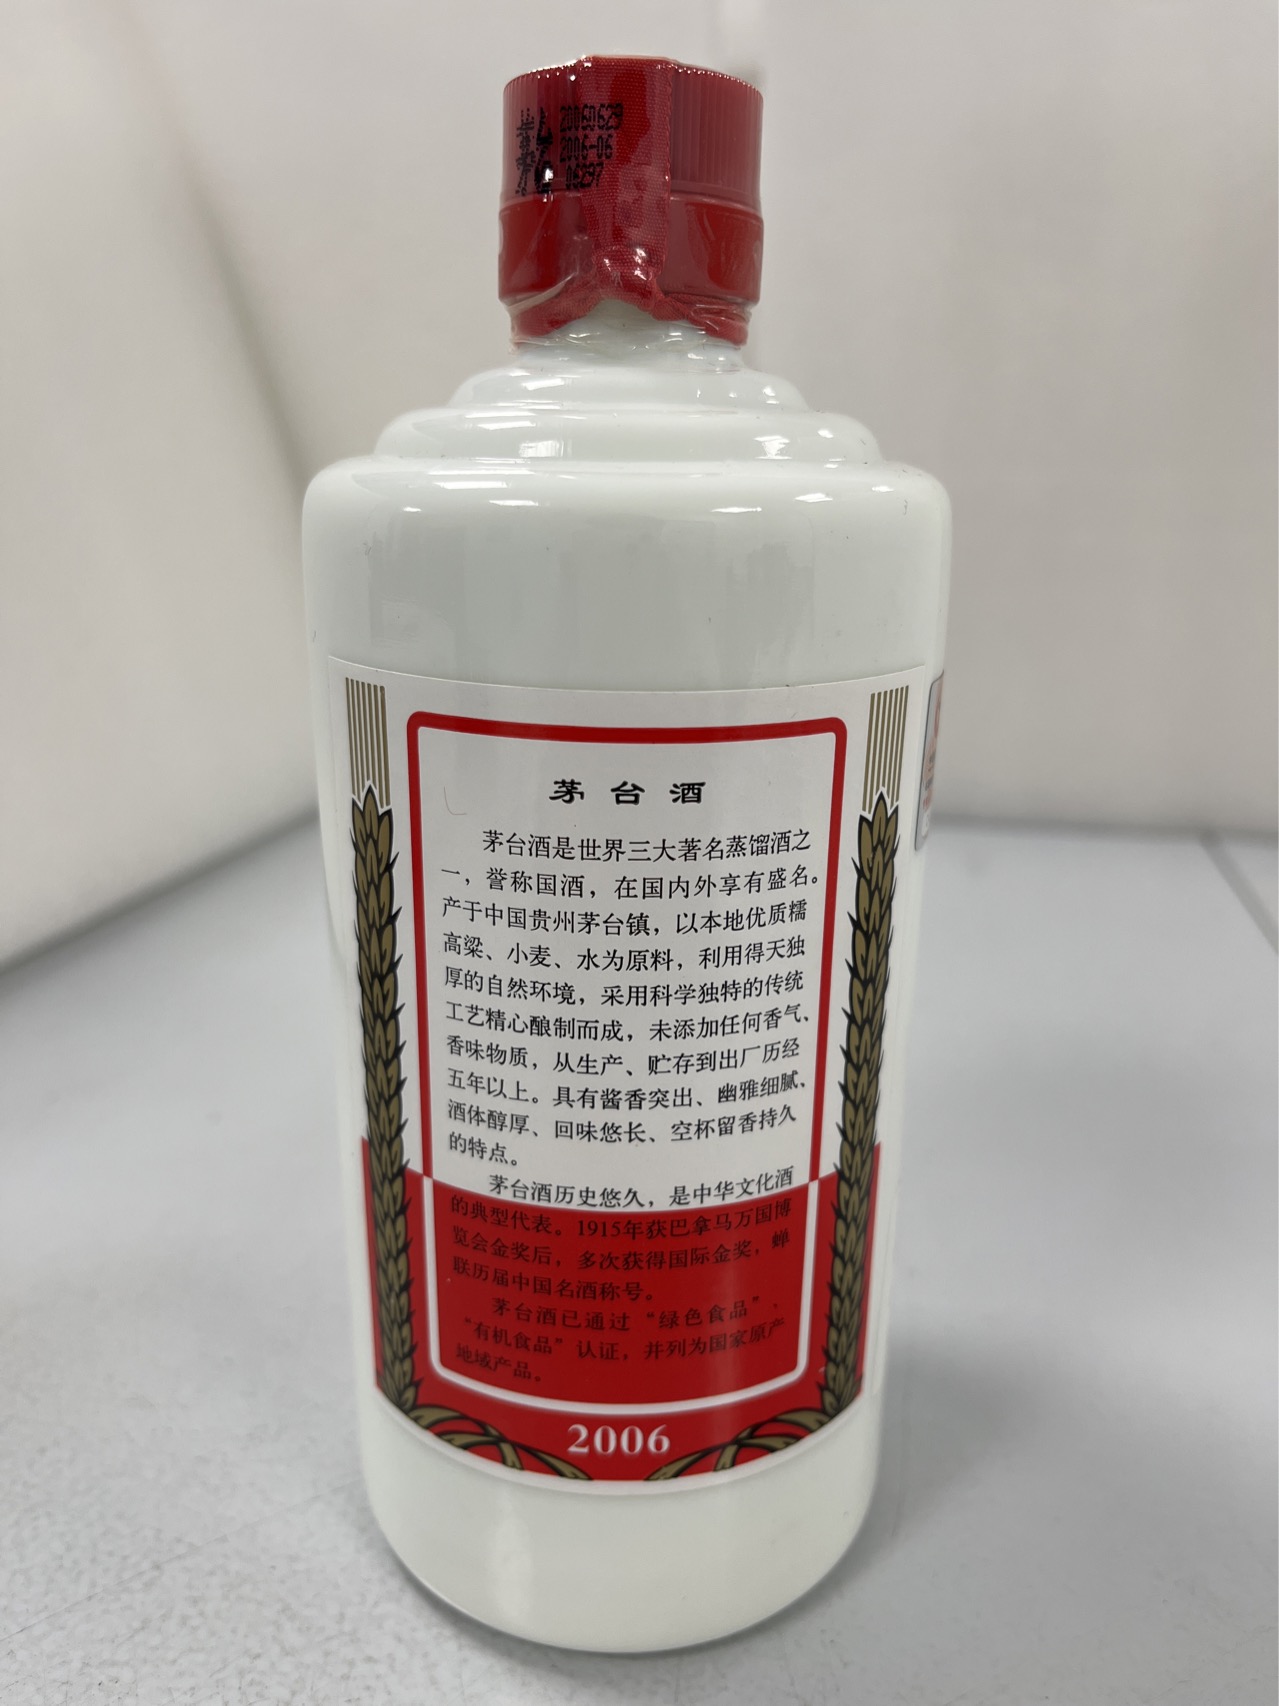 20060629
2006-06
06297
茅台酒
茅台酒是世界三大著名蒸馏酒之
一，誉称国酒，在国内外享有盛名。
产于中国贵州茅台镇，以本地优质糯
高粱、小麦、水为原料，利用得天独
厚的自然环境，采用科学独特的传统
工艺精心酿制而成，未添加任何香气、
香味物质，从生产、贮存到出厂历经
五年以上。具有酱香突出、幽雅细腻、
酒体醇厚、回味悠长、空杯留香持久
的特点。
茅台酒历史悠久，是中华文化酒
的典型代表。1915年获巴拿马万国博
览会金奖后，多次获得国际金奖，蝉
联历届中国名酒称号。
茅台酒已通过“绿色食品”、
“有机食品”认证，并列为国家原产
地域产品。
2006